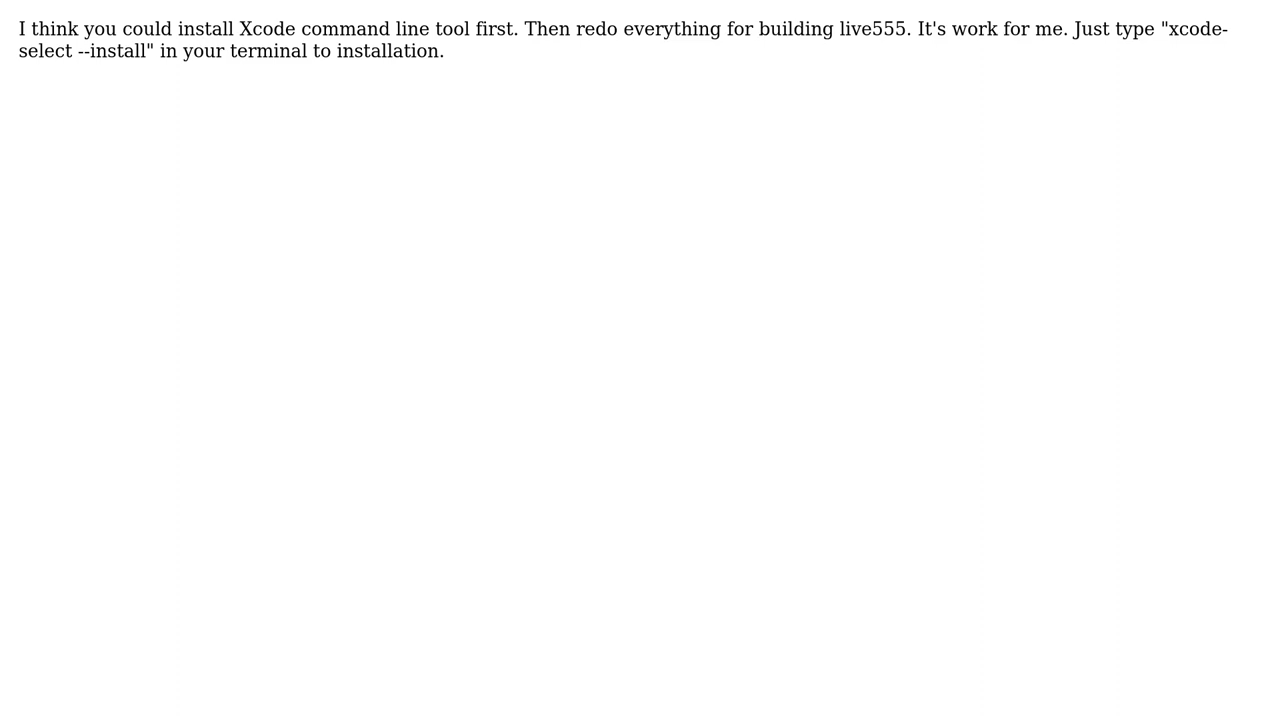 I think you could install Xcode command line tool first. Then redo everything for building live555. It's work for me. Just type "xcode-
select --install" in your terminal to installation.